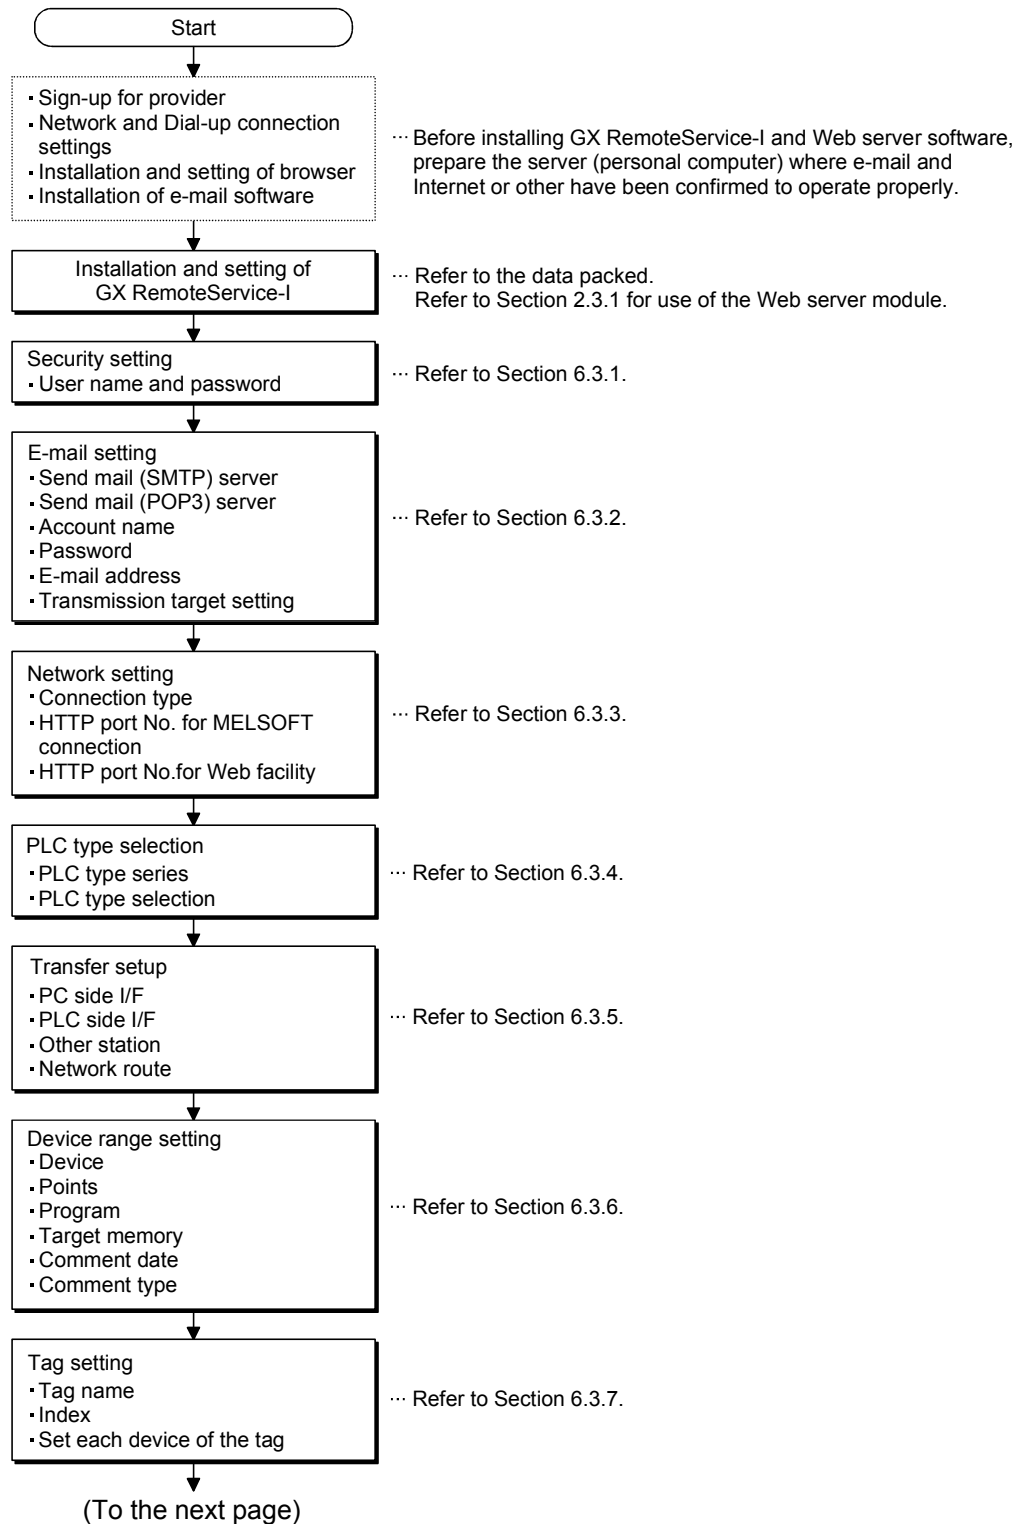 Start
▪ Sign-up for provider
▪ Network and Dial-up connection
settings
▪ Installation and setting of browser
▪ Installation of e-mail software
··· Before installing GX RemoteService-I and Web server software,
prepare the server (personal computer) where e-mail and
Internet or other have been confirmed to operate properly.
Installation and setting of
GX RemoteService-I
··· Refer to the data packed.
Refer to Section 2.3.1 for use of the Web server module.
Security setting
▪ User name and password
··· Refer to Section 6.3.1.
E-mail setting
▪ Send mail (SMTP) server
▪ Send mail (POP3) server
▪ Account name
▪ Password
▪ E-mail address
▪ Transmission target setting
··· Refer to Section 6.3.2.
Network setting
▪ Connection type
▪ HTTP port No. for MELSOFT
connection
▪ HTTP port No.for Web facility
··· Refer to Section 6.3.3.
PLC type selection
▪ PLC type series
▪ PLC type selection
··· Refer to Section 6.3.4.
Transfer setup
▪ PC side I/F
▪ PLC side I/F
▪ Other station
▪ Network route
··· Refer to Section 6.3.5.
Device range setting
▪ Device
▪ Points
▪ Program
▪ Target memory
▪ Comment date
▪ Comment type
··· Refer to Section 6.3.6.
Tag setting
▪ Tag name
▪ Index
▪ Set each device of the tag
··· Refer to Section 6.3.7.
(To the next page)